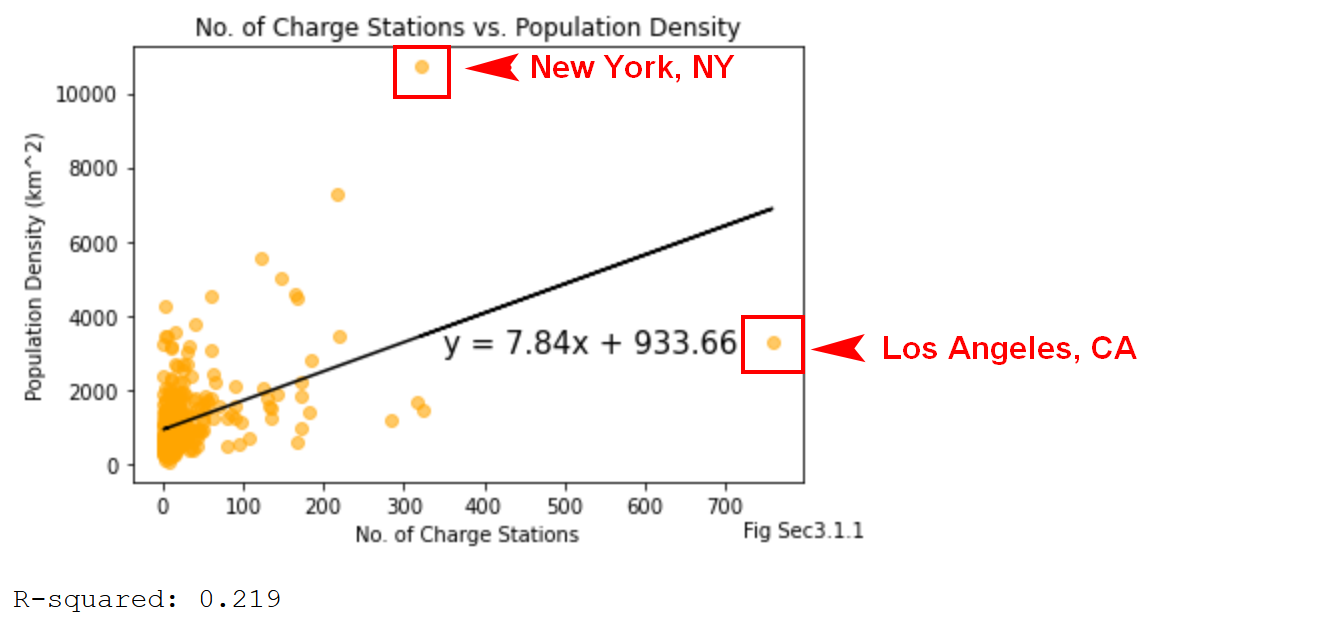 No. of Charge Stations vs. Population Density
New York, NY
10000
8000
6000
4000
2000
0
Population Density (km^2)
y = 7.84x + 933.66
Los Angeles, CA
0 100 200 300 400 500 600 700
No. of Charge Stations
Fig Sec3.1.1
R-squared: 0.219